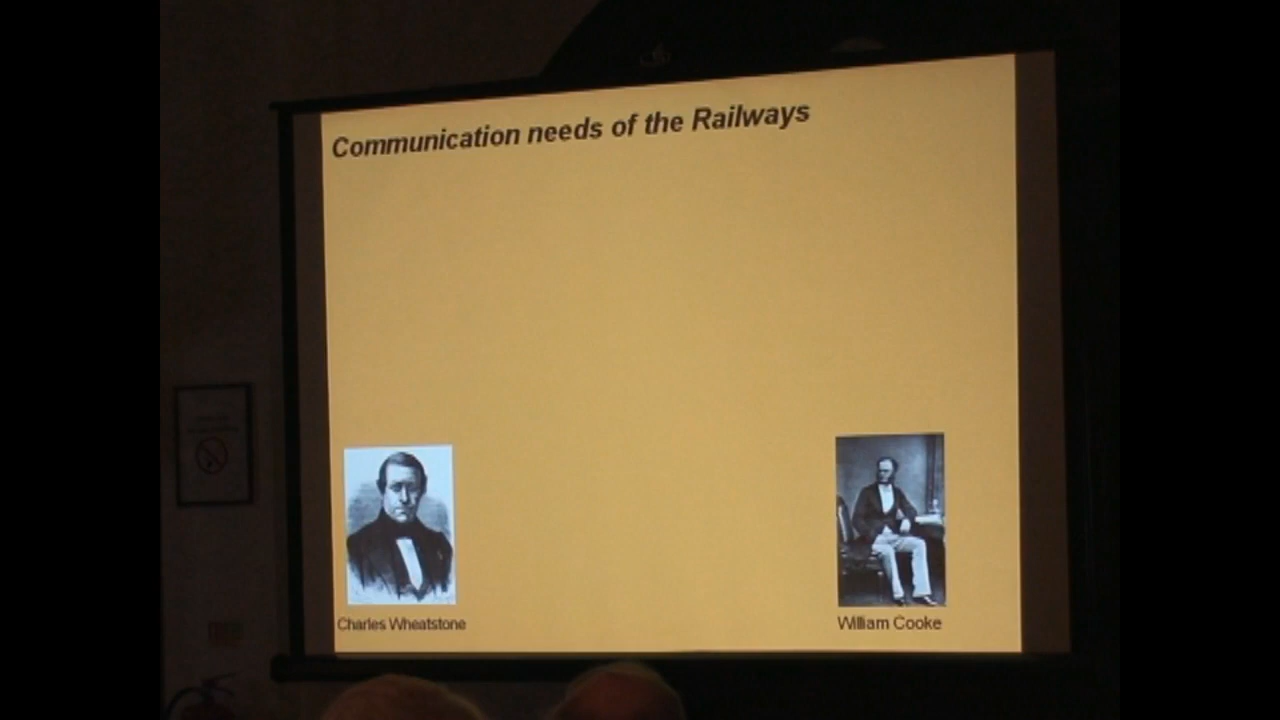 Communication needs of the Railways
Charles Wheatstone
William Cooke